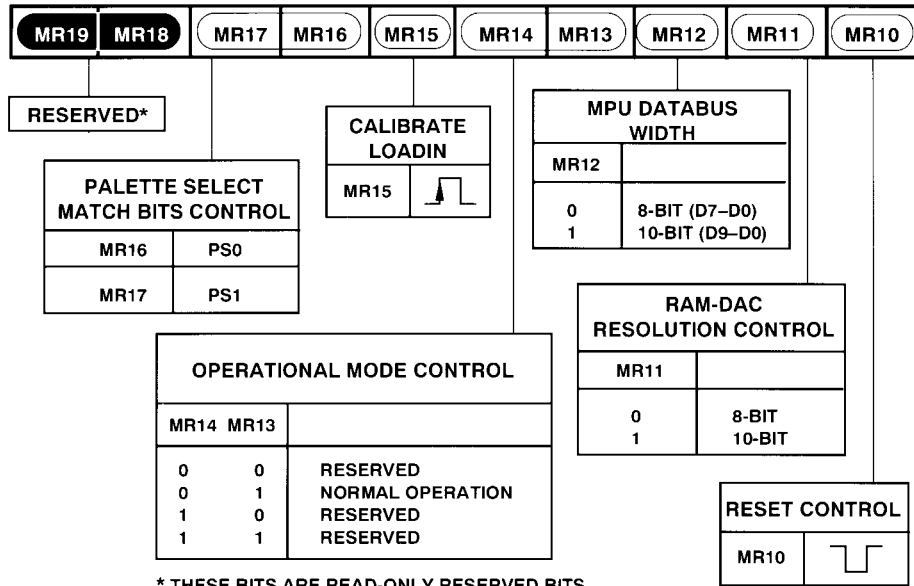 MR19 MR18 MR17 MR16 MR15 MR14 MR13 MR12 MR11 MR10
RESERVED*
PALETTE SELECT
MATCH BITS CONTROL
MR16 PS0
MR17 PS1
CALIBRATE
LOADIN
MR15
MPU DATABUS
WIDTH
MR12
0 8-BIT (D7–D0)
1 10-BIT (D9–D0)
OPERATIONAL MODE CONTROL
MR14 MR13
0 0 RESERVED
0 1 NORMAL OPERATION
1 0 RESERVED
1 1 RESERVED
RAM-DAC
RESOLUTION CONTROL
MR11
0 8-BIT
1 10-BIT
RESET CONTROL
MR10
* THESE BITS ARE READ-ONLY RESERVED BITS